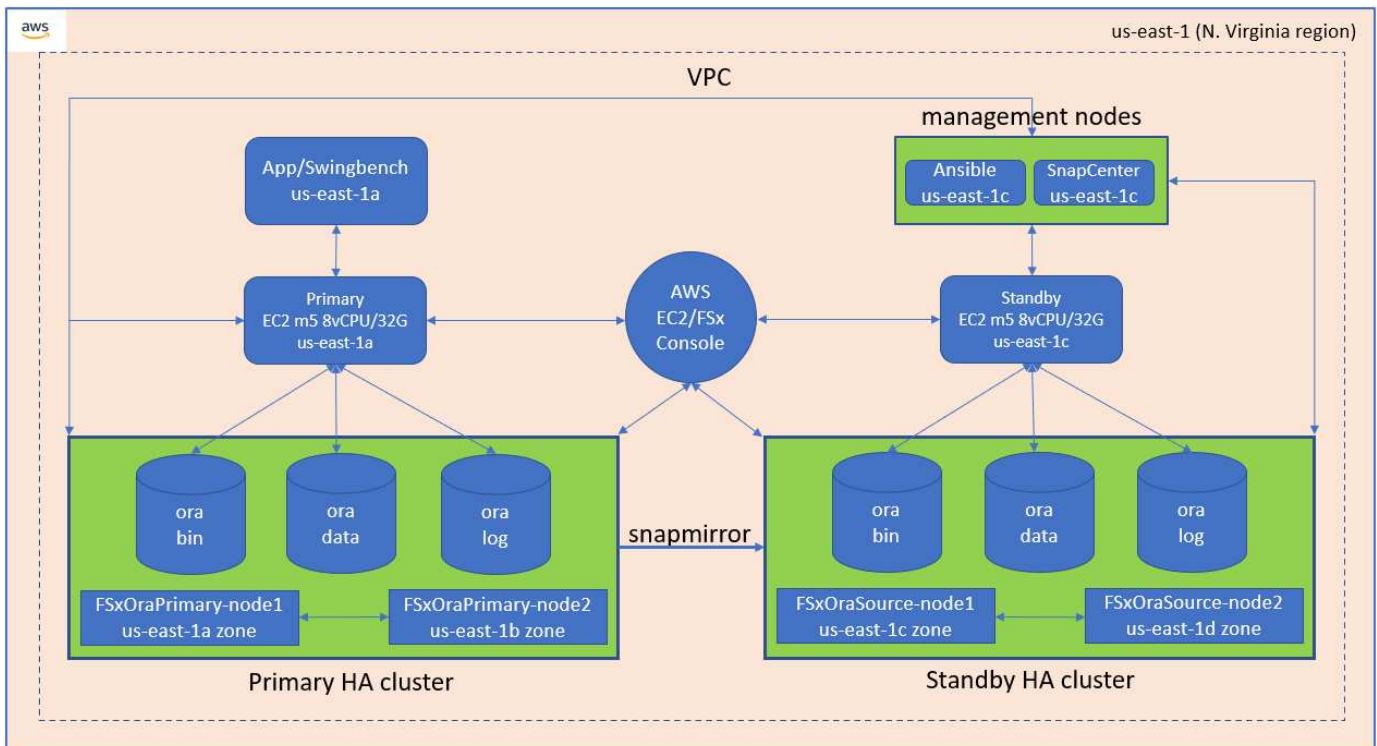 aws
us-east-1 (N. Virginia region)
VPC
management nodes
App/Swingbench
us-east-1a
Ansible
us-east-1c
SnapCenter
us-east-1c
Primary
EC2 m5 8vCPU/32G
us-east-1a
AWS
EC2/FSx
Console
Standby
EC2 m5 8vCPU/32G
us-east-1c
ora
bin
ora
data
ora
log
snapmirror
ora
bin
ora
data
ora
log
FSxOraPrimary-node1
us-east-1a zone
FSxOraPrimary-node2
us-east-1b zone
FSxOraSource-node1
us-east-1c zone
FSxOraSource-node2
us-east-1d zone
Primary HA cluster
Standby HA cluster